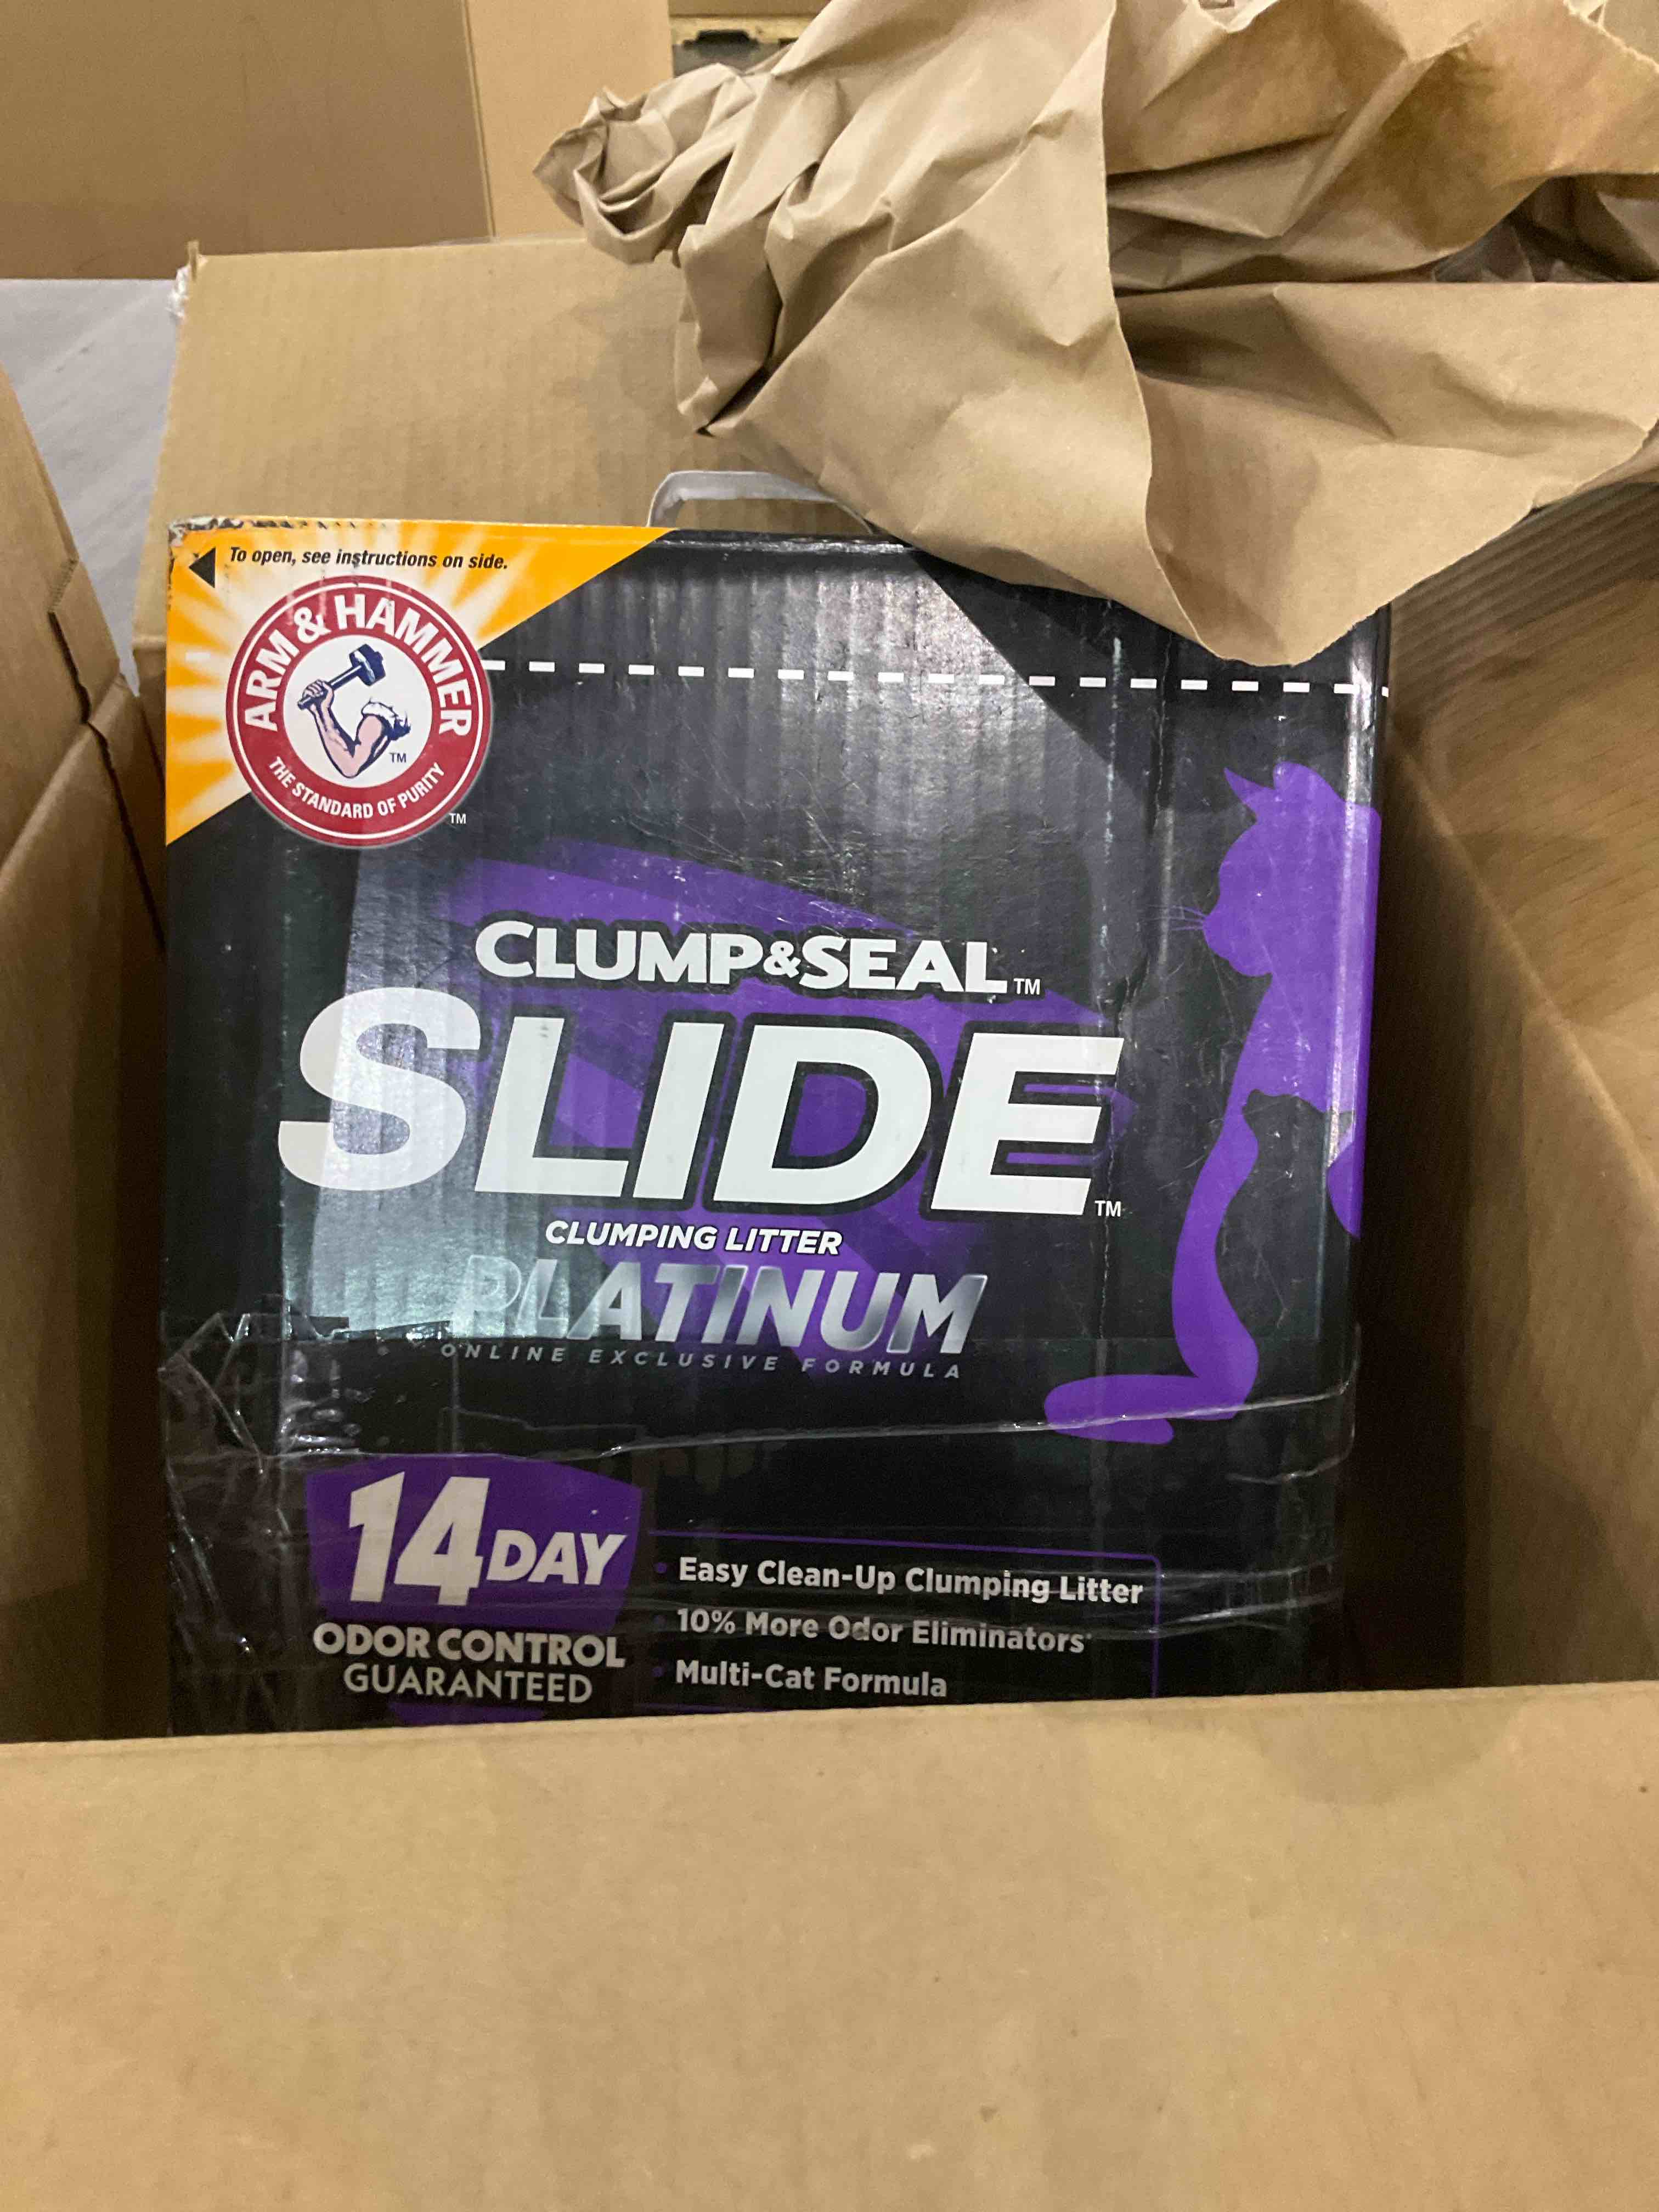 To open, see instructions on side.
ARM & HAMMER
TM
THE STANDARD OF PURITY
TM
CLUMP&SEAL TM
SLIDE TM
CLUMPING LITTER
PLATINUM
ONLINE EXCLUSIVE FORMULA
14 DAY
ODOR CONTROL
GUARANTEED
• Easy Clean-Up Clumping Litter
• 10% More Odor Eliminators*
• Multi-Cat Formula